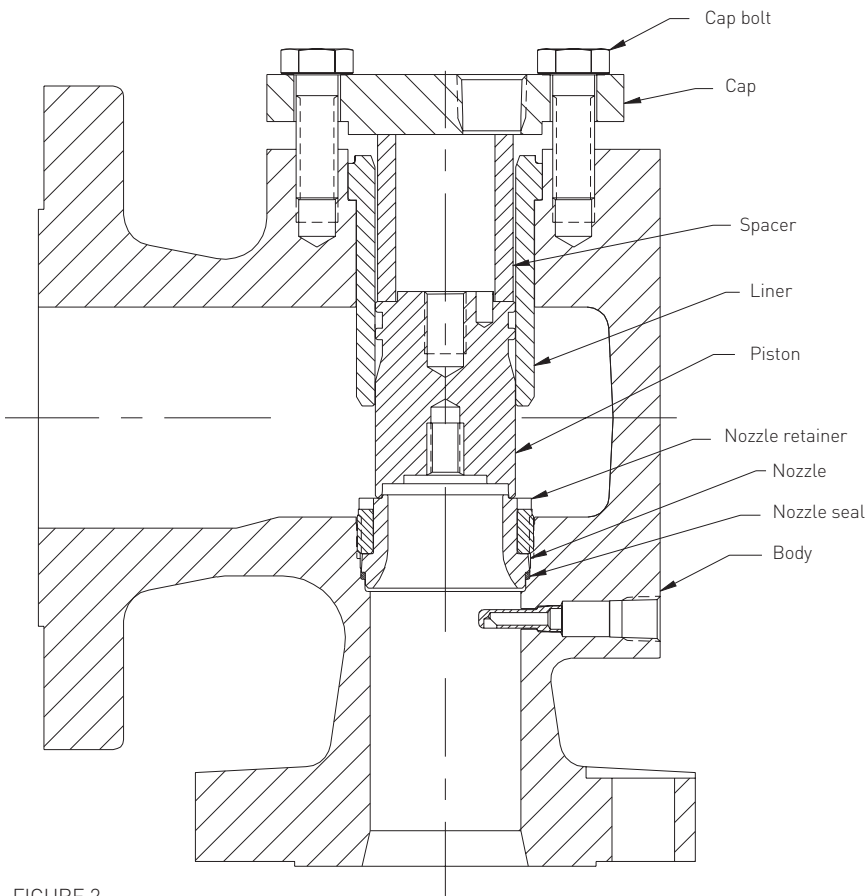 Cap bolt
Cap
Spacer
Liner
Piston
Nozzle retainer
Nozzle
Nozzle seal
Body
FIGURE 2